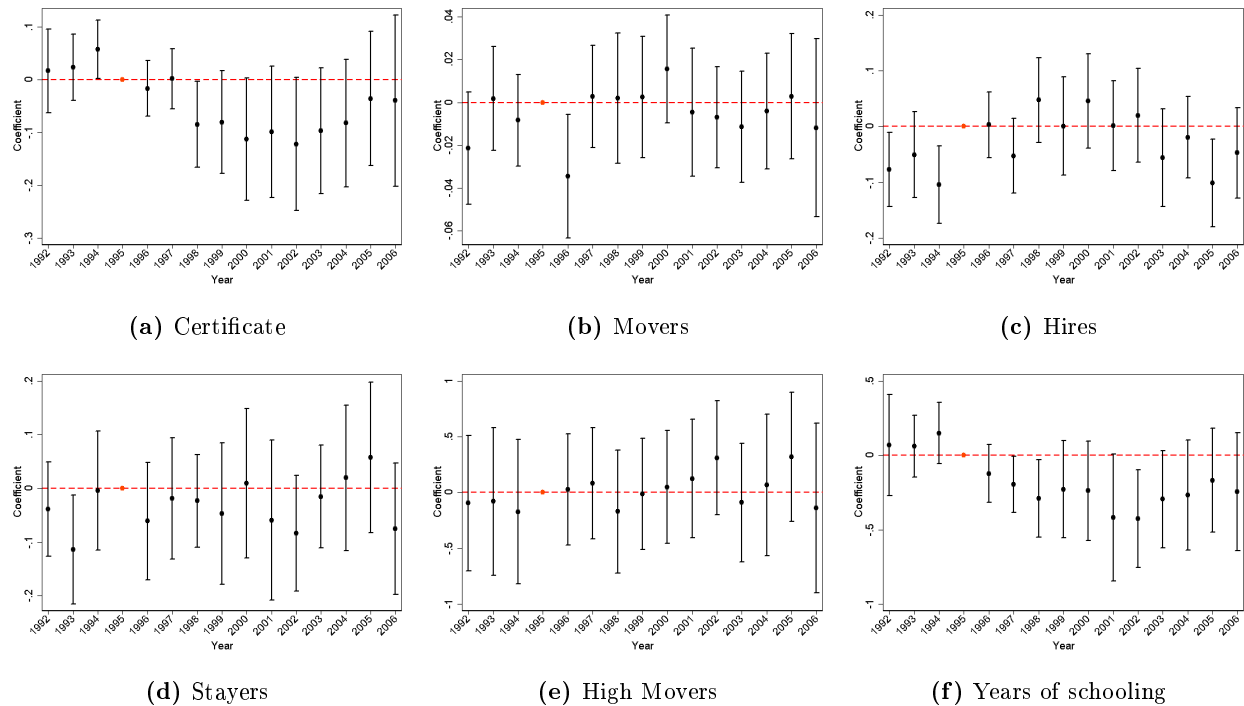 .1
0
-.1
-.2
-.3
Coefficient
1992 1993 1994 1995 1996 1997 1998 1999 2000 2001 2002 2003 2004 2005 2006
Year
(a) Certificate
.04
.02
0
-.02
-.04
-.06
Coefficient
1992 1993 1994 1995 1996 1997 1998 1999 2000 2001 2002 2003 2004 2005 2006
Year
(b) Movers
.2
.1
0
-.1
-.2
Coefficient
1992 1993 1994 1995 1996 1997 1998 1999 2000 2001 2002 2003 2004 2005 2006
Year
(c) Hires
.2
.1
0
-.1
-.2
Coefficient
1992 1993 1994 1995 1996 1997 1998 1999 2000 2001 2002 2003 2004 2005 2006
Year
(d) Stayers
1
.5
0
-.5
-1
Coefficient
1992 1993 1994 1995 1996 1997 1998 1999 2000 2001 2002 2003 2004 2005 2006
Year
(e) High Movers
.5
0
-.5
-1
Coefficient
1992 1993 1994 1995 1996 1997 1998 1999 2000 2001 2002 2003 2004 2005 2006
Year
(f) Years of schooling